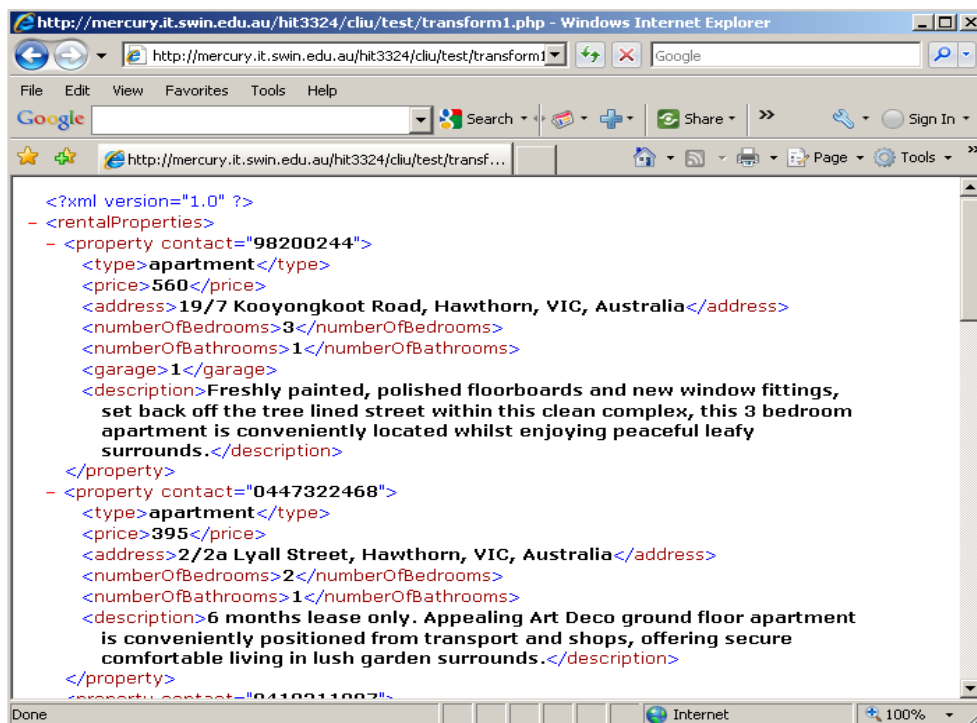 http://mercury.it.swin.edu.au/hit3324/cliu/test/transform1.php - Windows Internet Explorer
http://mercury.it.swin.edu.au/hit3324/cliu/test/transform1 Google
File Edit View Favorites Tools Help
Google Search Share » Sign In
http://mercury.it.swin.edu.au/hit3324/cliu/test/transf... Page Tools »
<?xml version="1.0" ?>
- <rentalProperties>
- <property contact="98200244">
<type>apartment</type>
<price>560</price>
<address>19/7 Kooyongkoot Road, Hawthorn, VIC, Australia</address>
<numberOfBedrooms>3</numberOfBedrooms>
<numberOfBathrooms>1</numberOfBathrooms>
<garage>1</garage>
<description>Freshly painted, polished floorboards and new window fittings,
set back off the tree lined street within this clean complex, this 3 bedroom
apartment is conveniently located whilst enjoying peaceful leafy
surrounds.</description>
</property>
- <property contact="0447322468">
<type>apartment</type>
<price>395</price>
<address>2/2a Lyall Street, Hawthorn, VIC, Australia</address>
<numberOfBedrooms>2</numberOfBedrooms>
<numberOfBathrooms>1</numberOfBathrooms>
<description>6 months lease only. Appealing Art Deco ground floor apartment
is conveniently positioned from transport and shops, offering secure
comfortable living in lush garden surrounds.</description>
</property>
Done Internet 100%